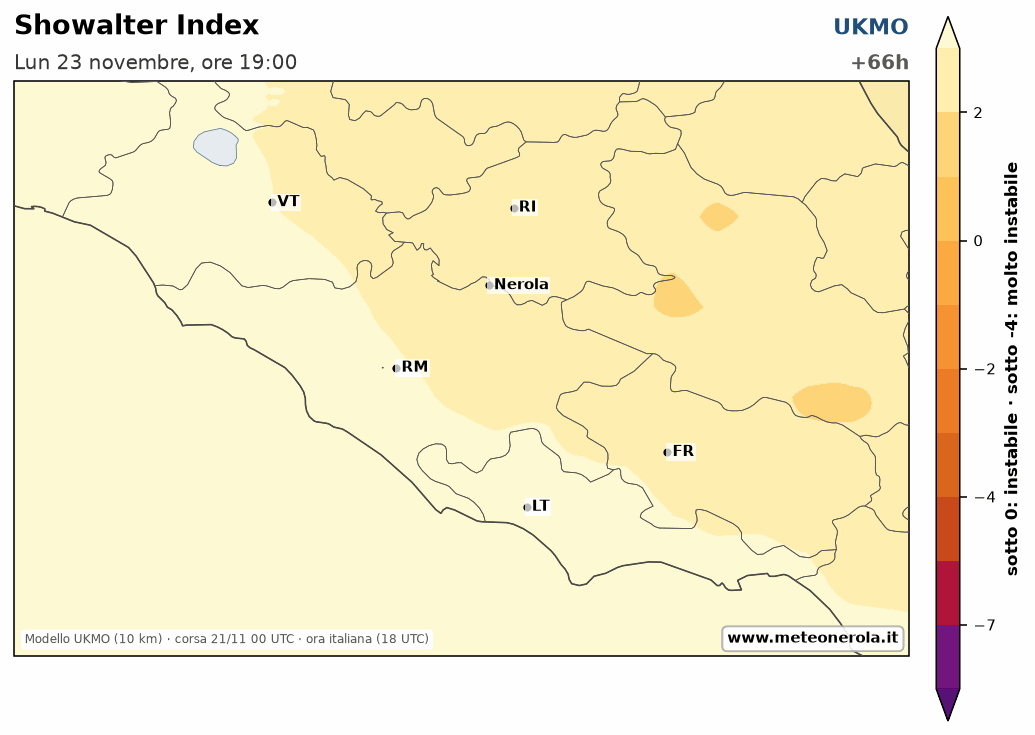 Showalter Index
UKMO
Lun 23 novembre, ore 19:00
+66h
VT
RI
Nerola
RM
FR
LT
Modello UKMO (10 km) · corsa 21/11 00 UTC · ora italiana (18 UTC)
www.meteonerola.it
2
0
−2
−4
−7
sotto 0: instabile · sotto -4: molto instabile